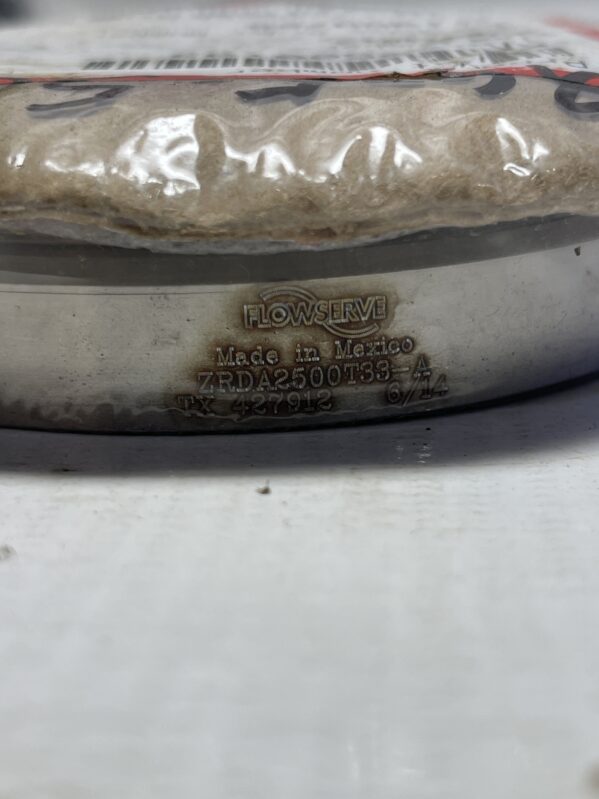 FLOWSERVE
Made in Mexico
ZRDA2500T33-A
TX 427912 6/14